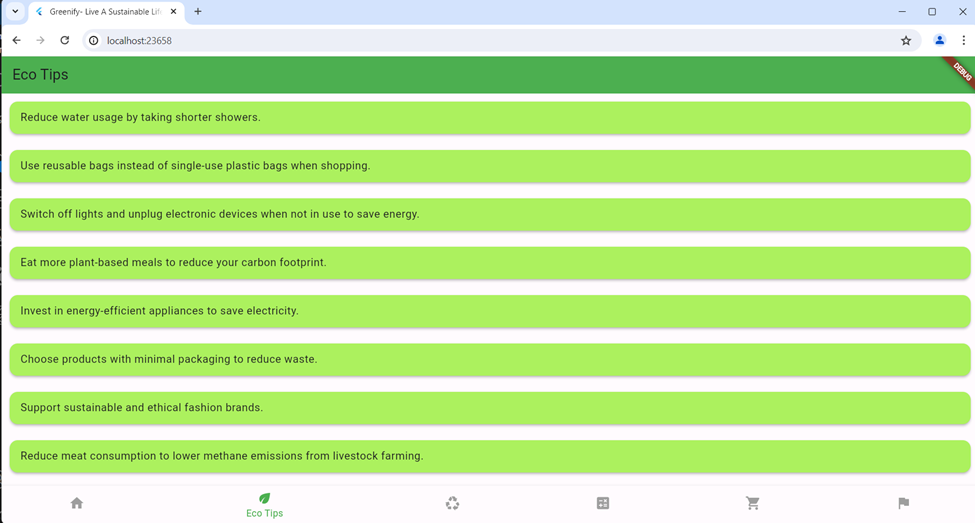 Greenify- Live A Sustainable Lif
localhost:23658
Eco Tips
DEBUG
Reduce water usage by taking shorter showers.
Use reusable bags instead of single-use plastic bags when shopping.
Switch off lights and unplug electronic devices when not in use to save energy.
Eat more plant-based meals to reduce your carbon footprint.
Invest in energy-efficient appliances to save electricity.
Choose products with minimal packaging to reduce waste.
Support sustainable and ethical fashion brands.
Reduce meat consumption to lower methane emissions from livestock farming.
Eco Tips